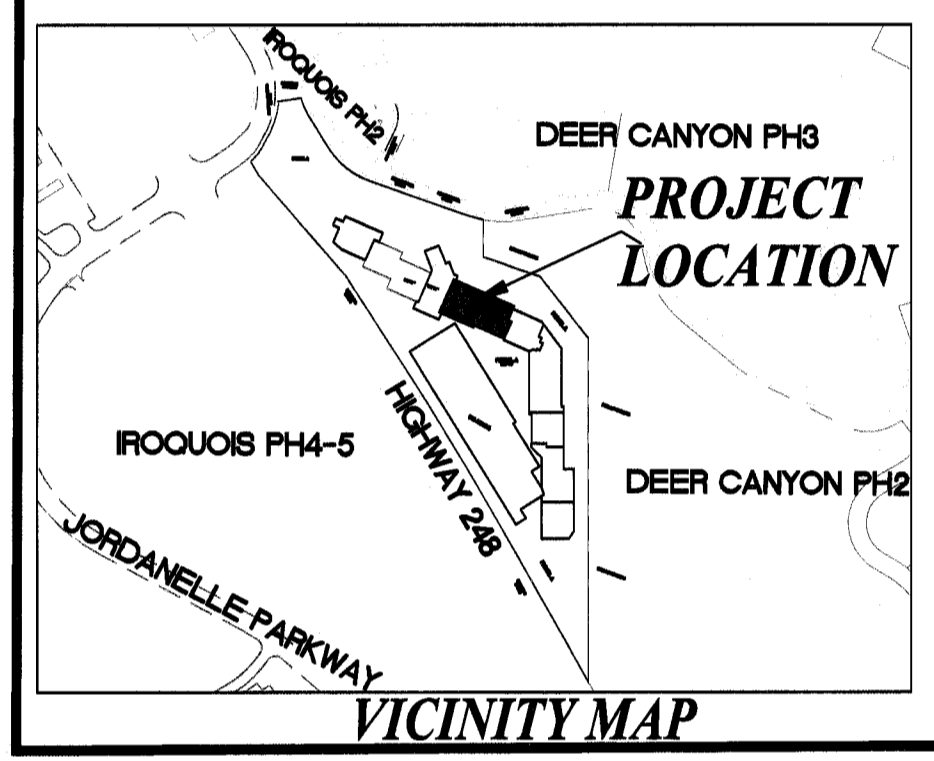 IROQUOIS PH2
DEER CANYON PH3
PROJECT
LOCATION
HIGHWAY 248
IROQUOIS PH4-5
DEER CANYON PH2
JORDANELLE PARKWAY
VICINITY MAP